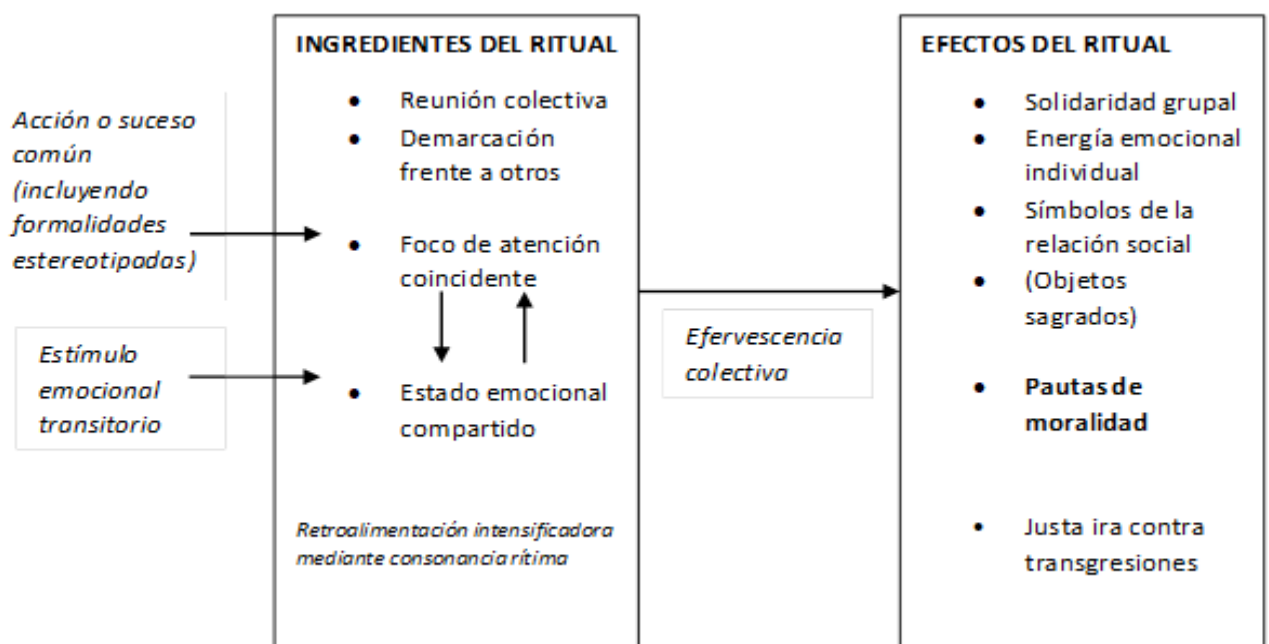 Acción o suceso
común
(incluyendo
formalidades
estereotipadas)
Estímulo
emocional
transitorio
INGREDIENTES DEL RITUAL
• Reunión colectiva
• Demarcación
frente a otros
• Foco de atención
coincidente
• Estado emocional
compartido
Retroalimentación intensificadora
mediante consonancia rítima
Efervescencia
colectiva
EFECTOS DEL RITUAL
• Solidaridad grupal
• Energía emocional
individual
• Símbolos de la
relación social
• (Objetos
sagrados)
• Pautas de
moralidad
• Justa ira contra
transgresiones